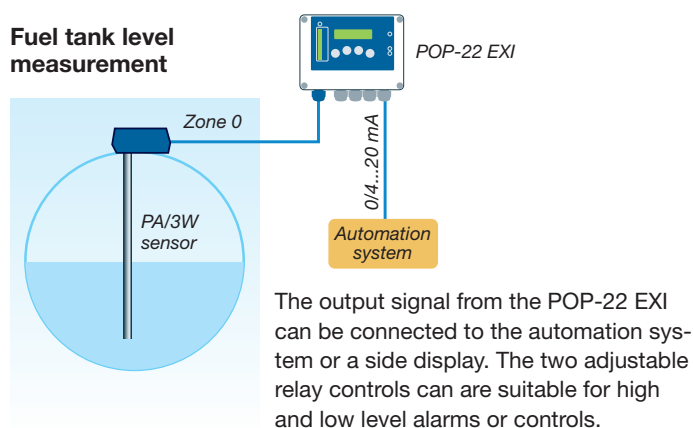 Fuel tank level
measurement
POP-22 EXI
Zone 0
0/4...20 mA
PA/3W
sensor
Automation
system
The output signal from the POP-22 EXI
can be connected to the automation sys-
tem or a side display. The two adjustable
relay controls can are suitable for high
and low level alarms or controls.